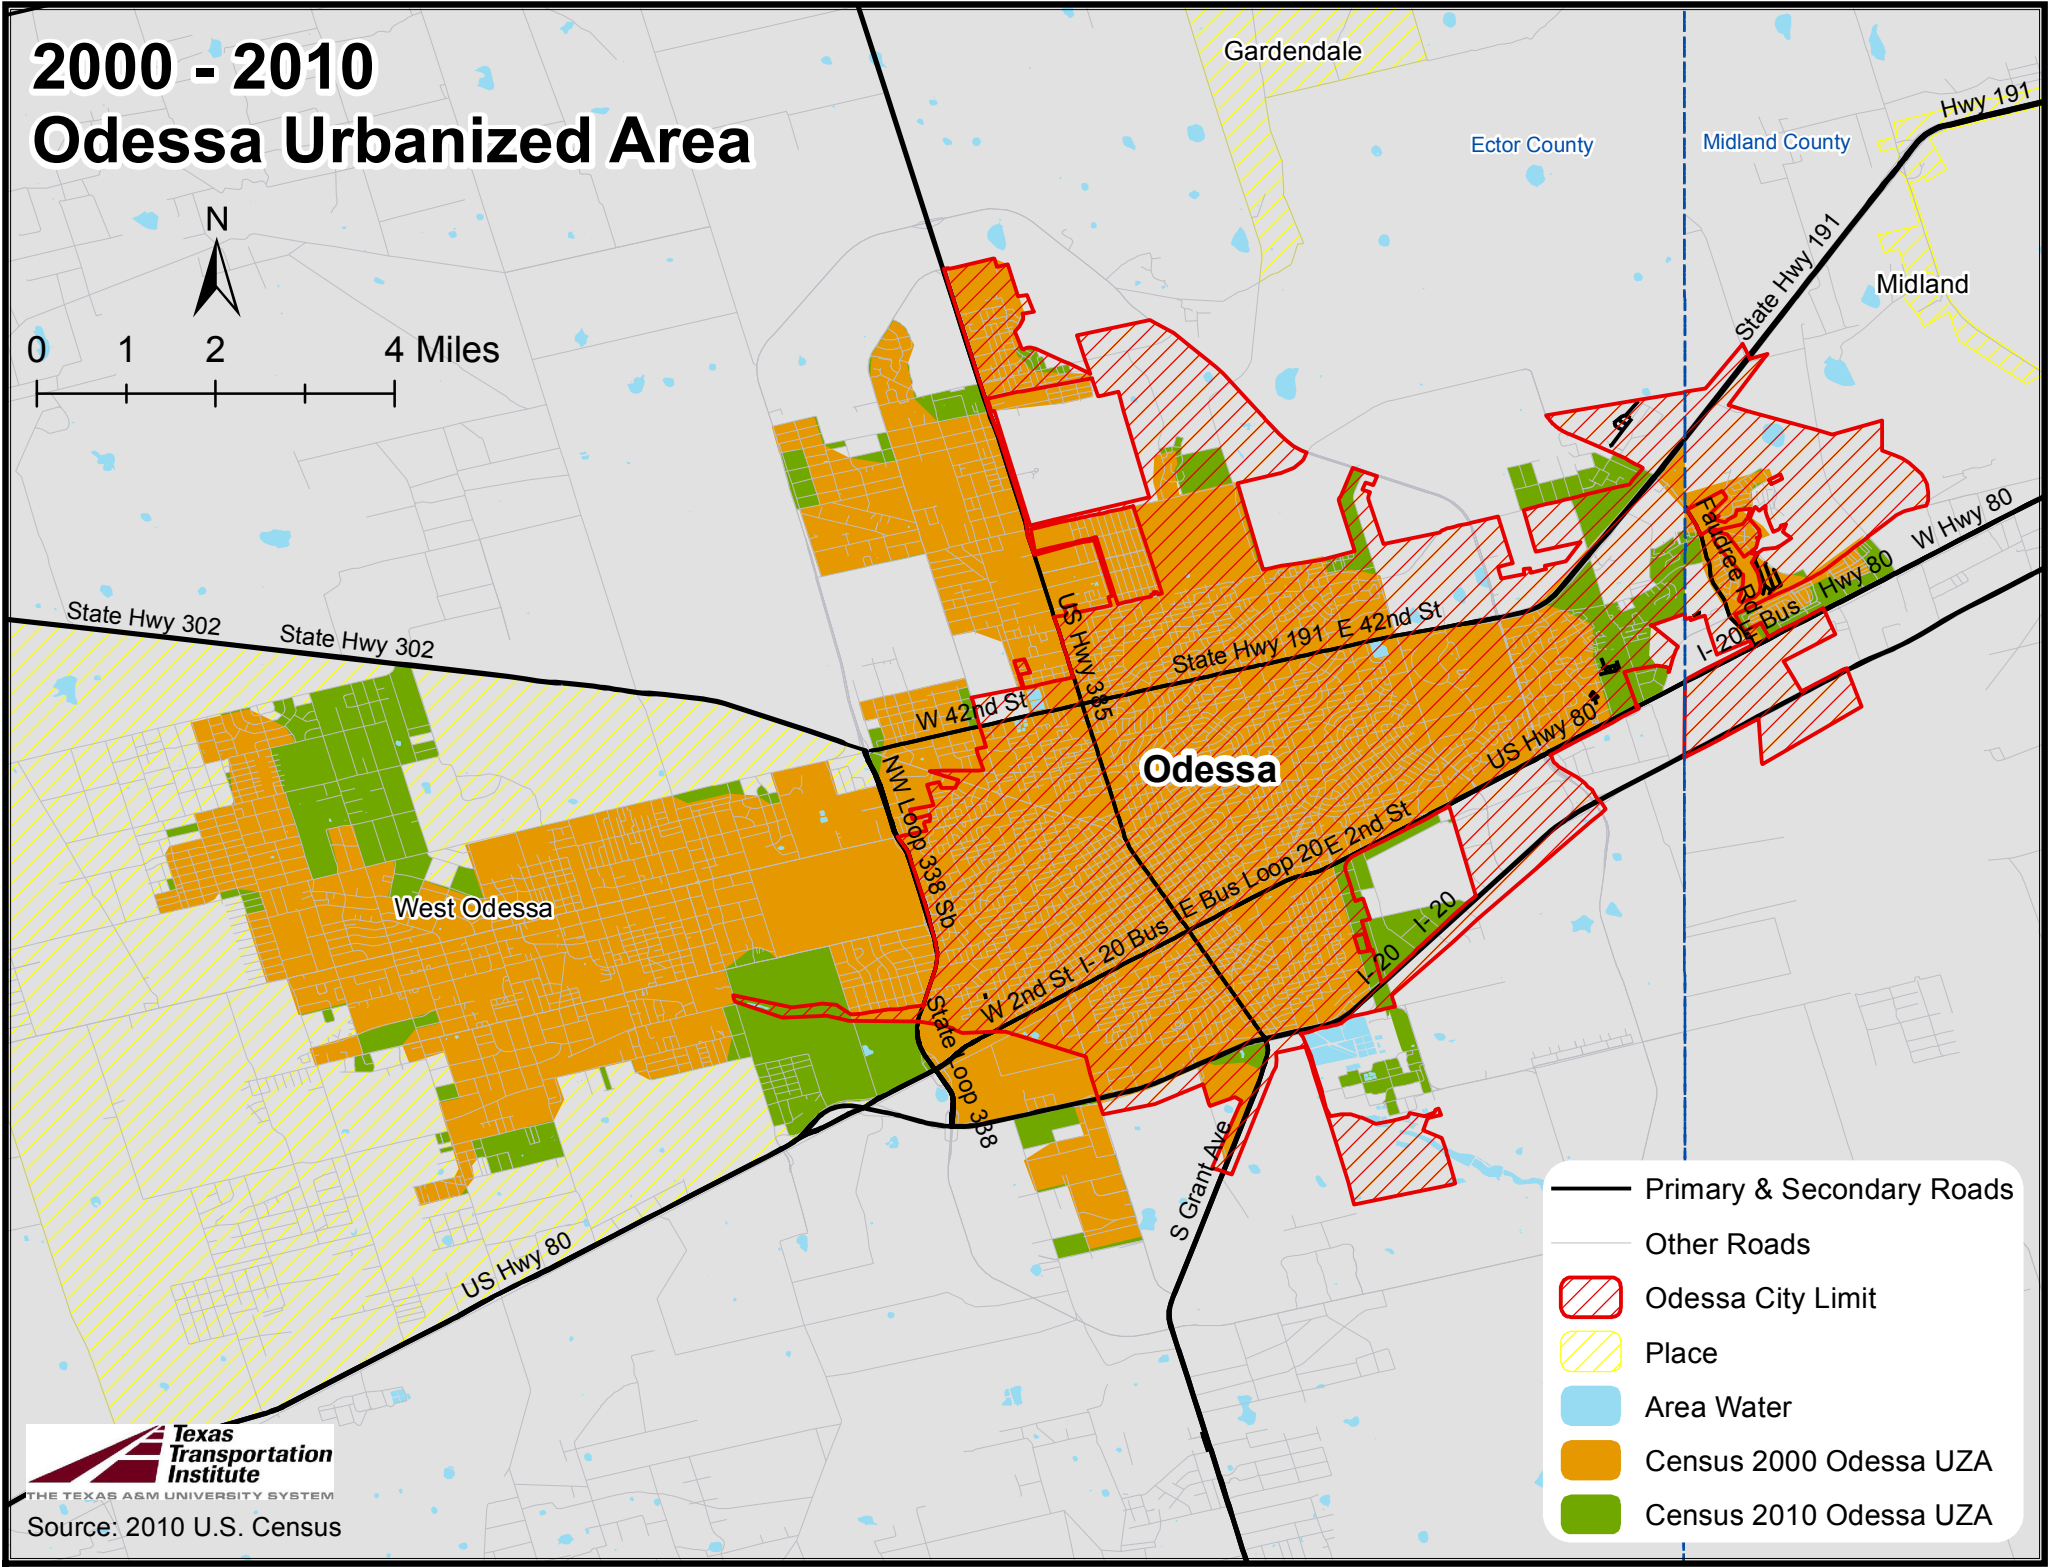 2000 - 2010
Odessa Urbanized Area
N
0 1 2 4 Miles
Gardendale
Ector County
Midland County
Hwy 191
State Hwy 191
Midland
W Hwy 80
Hwy 80
Faudree Rd
E Bus
I- 20
State Hwy 302
State Hwy 302
US Hwy 385
State Hwy 191
E 42nd St
W 42nd St
Odessa
US Hwy 80
NW Loop 338 Sb
E 2nd St
E Bus Loop 20
West Odessa
I- 20
I- 20
W 2nd St
I- 20 Bus
State Loop 338
S Grant Ave
US Hwy 80
Primary & Secondary Roads
Other Roads
Odessa City Limit
Place
Area Water
Census 2000 Odessa UZA
Census 2010 Odessa UZA
Texas
Transportation
Institute
THE TEXAS A&M UNIVERSITY SYSTEM
Source: 2010 U.S. Census